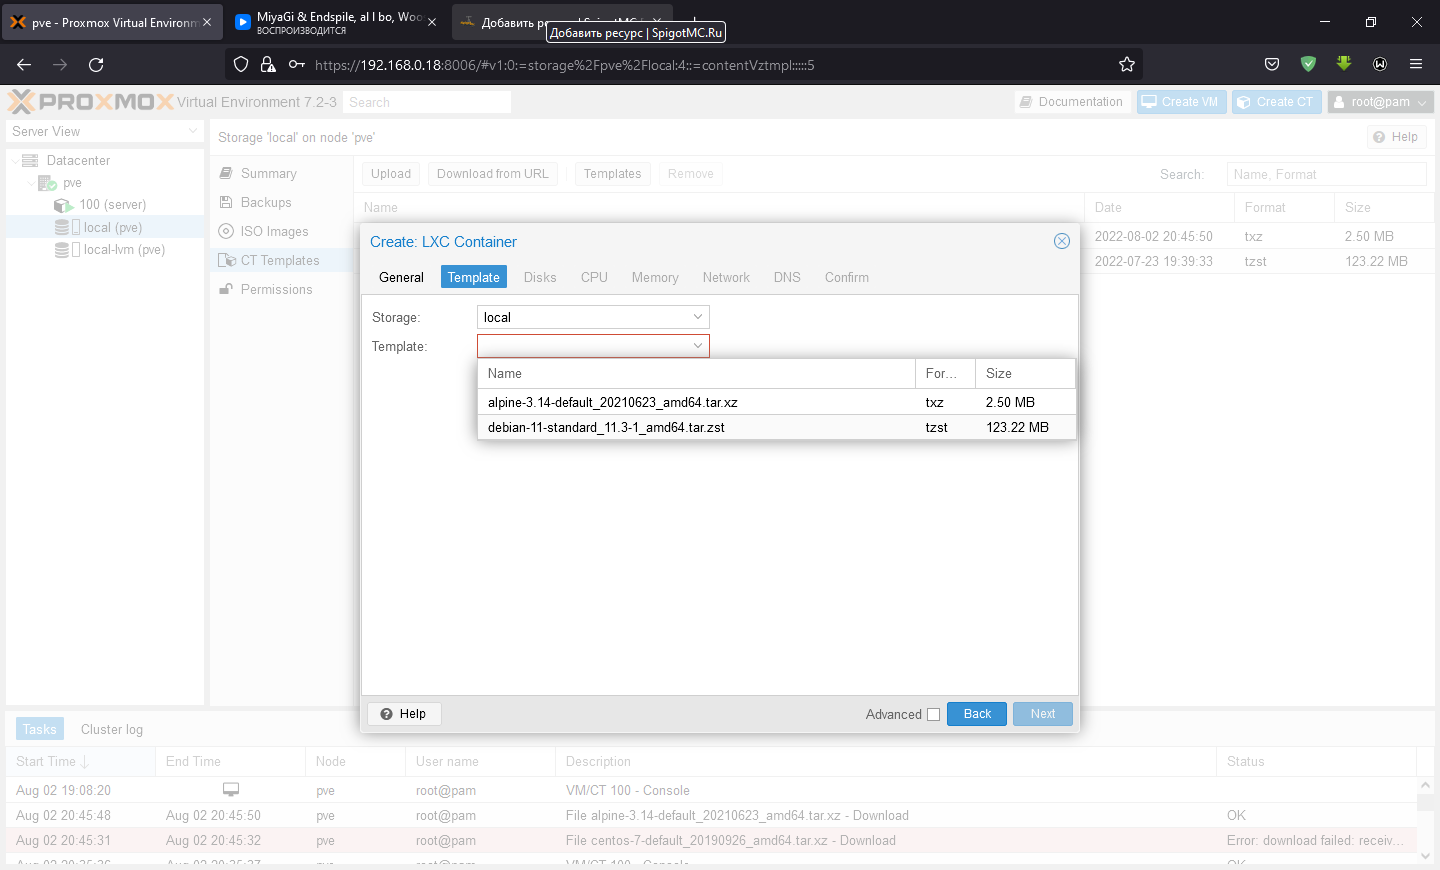 pve - Proxmox Virtual Environm
MiyaGi & Endspile, al l bo, Woos
ВОСПРОИЗВОДИТСЯ
Добавить ре
Добавить ресурс | SpigotMC.Ru
https://192.168.0.18:8006/#v1:0:=storage%2Fpve%2Flocal:4::=contentVztmpl:::::5
PROXMOX Virtual Environment 7.2-3
Search
Documentation
Create VM
Create CT
root@pam
Server View
Storage 'local' on node 'pve'
Help
Datacenter
pve
100 (server)
local (pve)
local-lvm (pve)
Summary
Backups
ISO Images
CT Templates
Permissions
Upload
Download from URL
Templates
Remove
Search:
Name, Format
Name
Date
Format
Size
2022-08-02 20:45:50
txz
2.50 MB
2022-07-23 19:39:33
tzst
123.22 MB
Create: LXC Container
General
Template
Disks
CPU
Memory
Network
DNS
Confirm
Storage:
local
Template:
Name
For...
Size
alpine-3.14-default_20210623_amd64.tar.xz
txz
2.50 MB
debian-11-standard_11.3-1_amd64.tar.zst
tzst
123.22 MB
Help
Advanced
Back
Next
Tasks
Cluster log
Start Time
End Time
Node
User name
Description
Status
Aug 02 19:08:20
pve
root@pam
VM/CT 100 - Console
Aug 02 20:45:48
Aug 02 20:45:50
pve
root@pam
File alpine-3.14-default_20210623_amd64.tar.xz - Download
OK
Aug 02 20:45:31
Aug 02 20:45:32
pve
root@pam
File centos-7-default_20190926_amd64.tar.xz - Download
Error: download failed: receiv...